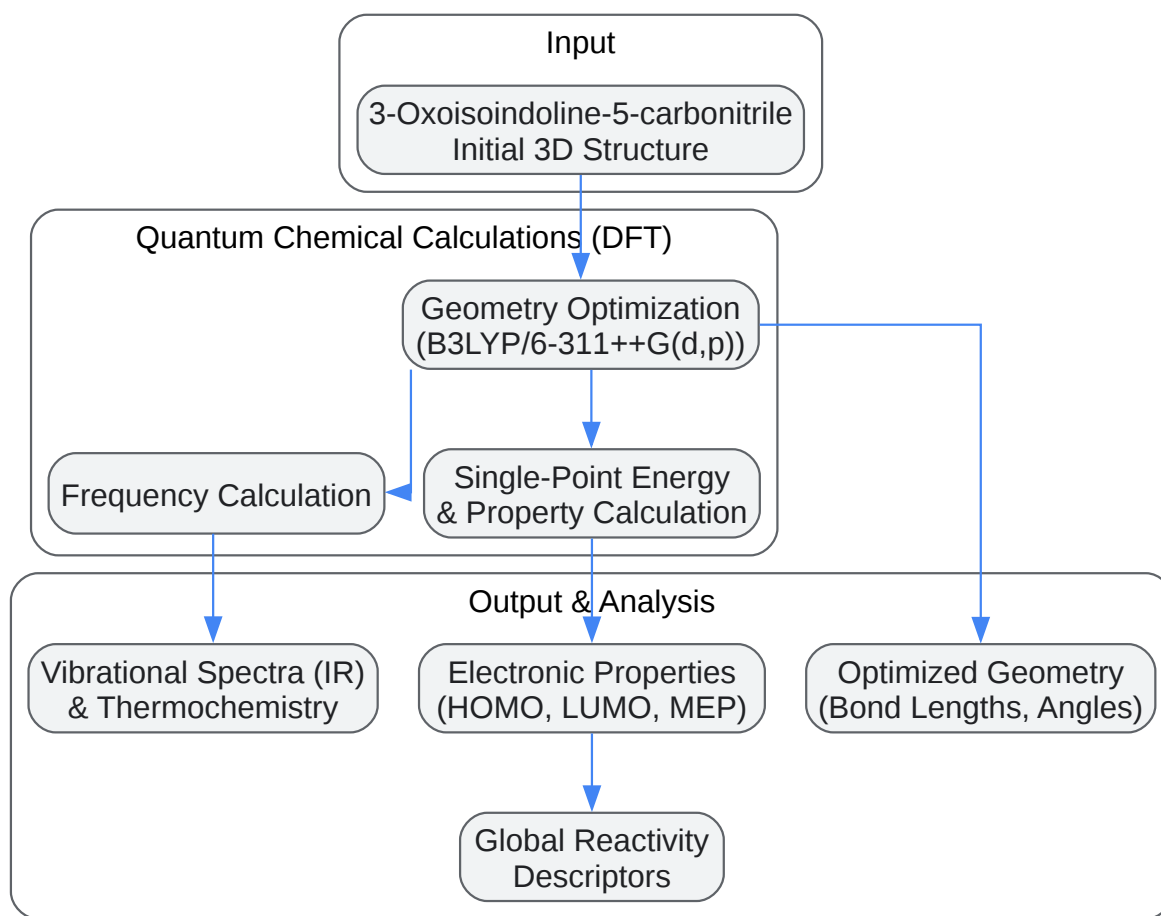 Input
3-Oxoisoindoline-5-carbonitrile
Initial 3D Structure
Quantum Chemical Calculations (DFT)
Geometry Optimization
(B3LYP/6-311++G(d,p))
Frequency Calculation
Single-Point Energy
& Property Calculation
Output & Analysis
Vibrational Spectra (IR)
& Thermochemistry
Electronic Properties
(HOMO, LUMO, MEP)
Optimized Geometry
(Bond Lengths, Angles)
Global Reactivity
Descriptors